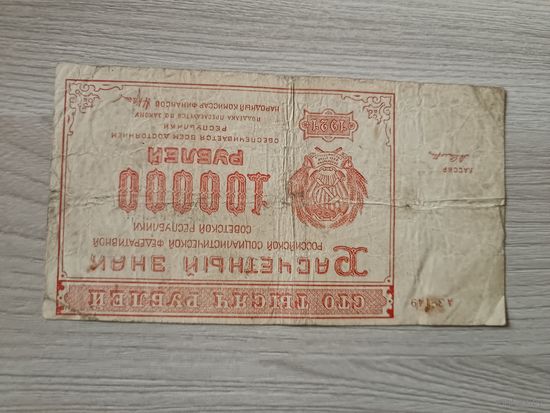 СТО ТЫСЯЧ РУБЛЕЙ
РАСЧЕТНЫЙ ЗНАК
РОССИЙСКОЙ СОЦИАЛИСТИЧЕСКОЙ ФЕДЕРАТИВНОЙ
СОВЕТСКОЙ РЕСПУБЛИКИ
100000
РУБЛЕЙ
ОБЕСПЕЧИВАЕТСЯ ВСЕМ ДОСТОЯНИЕМ
РЕСПУБЛИКИ
ПОДДЕЛКА ПРЕСЛЕДУЕТСЯ ПО ЗАКОНУ
НАРОДНЫЙ КОМИССАР ФИНАНСОВ
1921
КАССИР